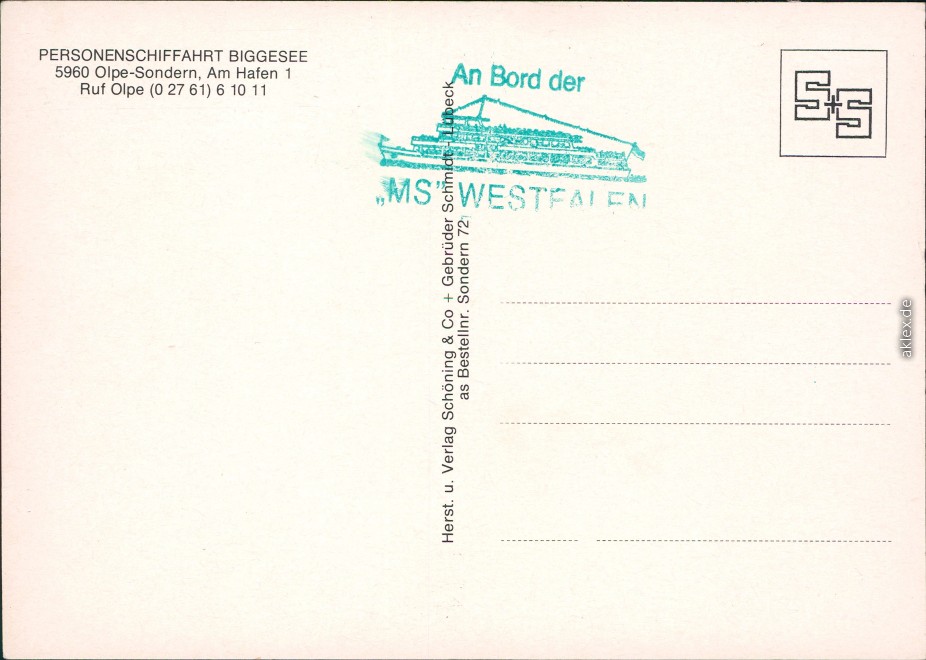 PERSONENSCHIFFAHRT BIGGESEE
5960 Olpe-Sondern, Am Hafen 1
Ruf Olpe (0 27 61) 6 10 11
An Bord der
„MS” WESTFALEN
Herst. u. Verlag Schöning & Co + Gebrüder Schmidt - Lübeck
as Bestellnr. Sondern 72
S+S
aklex.de